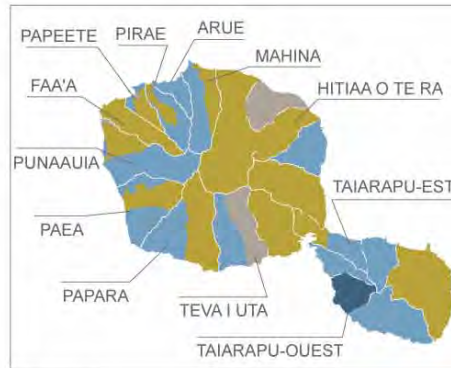 ARUE
PIRAE
PAPEETE
MAHINA
FAA'A
HITIAA O TE RA
PUNAAUIA
TAIARAPU-EST
PAEA
PAPARA
TEVA I UTA
TAIARAPU-OUEST